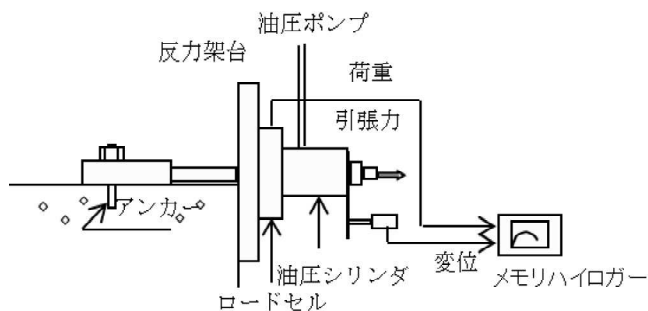 油圧ポンプ
反力架台
荷重
引張力
アンカー
変位
油圧シリンダ
メモリハイロガー
ロードセル